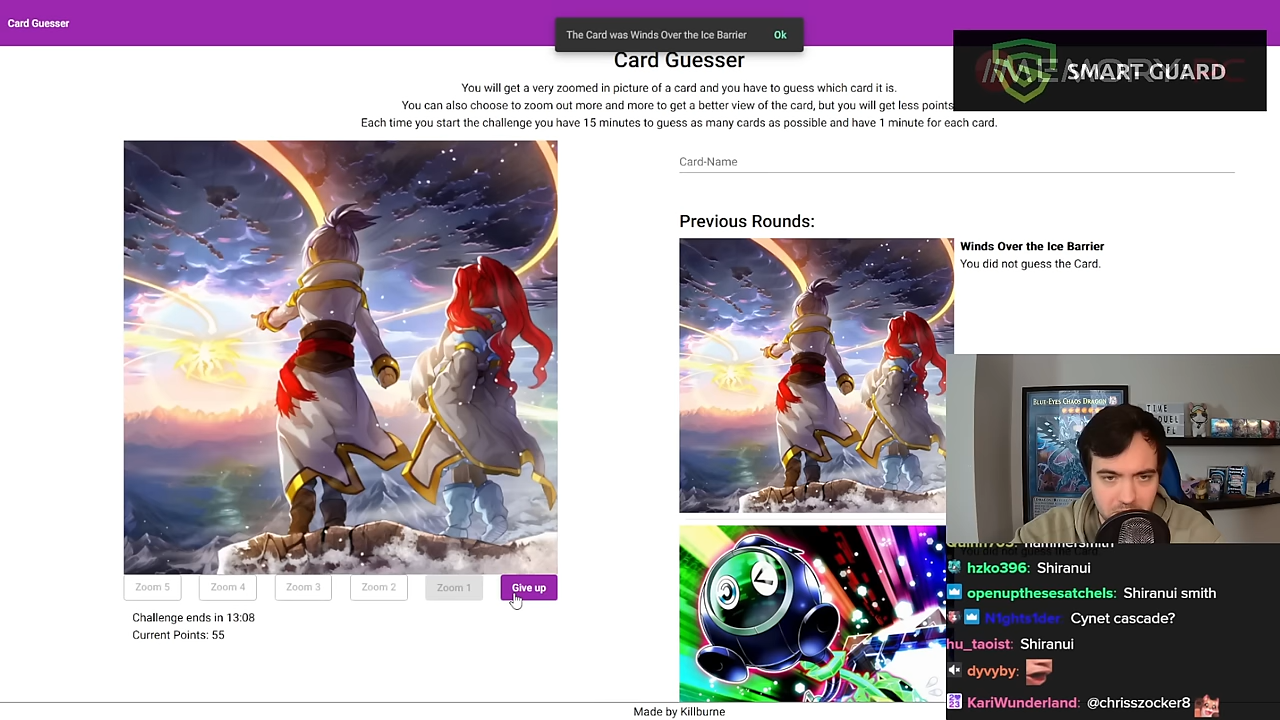 Card Guesser
The Card was Winds Over the Ice Barrier
Ok
SMART GUARD
Card Guesser
You will get a very zoomed in picture of a card and you have to guess which card it is.
You can also choose to zoom out more and more to get a better view of the card, but you will get less points
Each time you start the challenge you have 15 minutes to guess as many cards as possible and have 1 minute for each card.
Card-Name
Previous Rounds:
Winds Over the Ice Barrier
You did not guess the Card.
BLUE-EYES CHAOS DRAGON
TIME
Zoom 5
Zoom 4
Zoom 3
Zoom 2
Zoom 1
Give up
Challenge ends in 13:08
Current Points: 55
hzko396: Shiranui
openupthesesatchels: Shiranui smith
N1ghts1der: Cynet cascade?
hu_taoist: Shiranui
dyvyby:
KariWunderland: @chrisszocker8
Made by Killburne